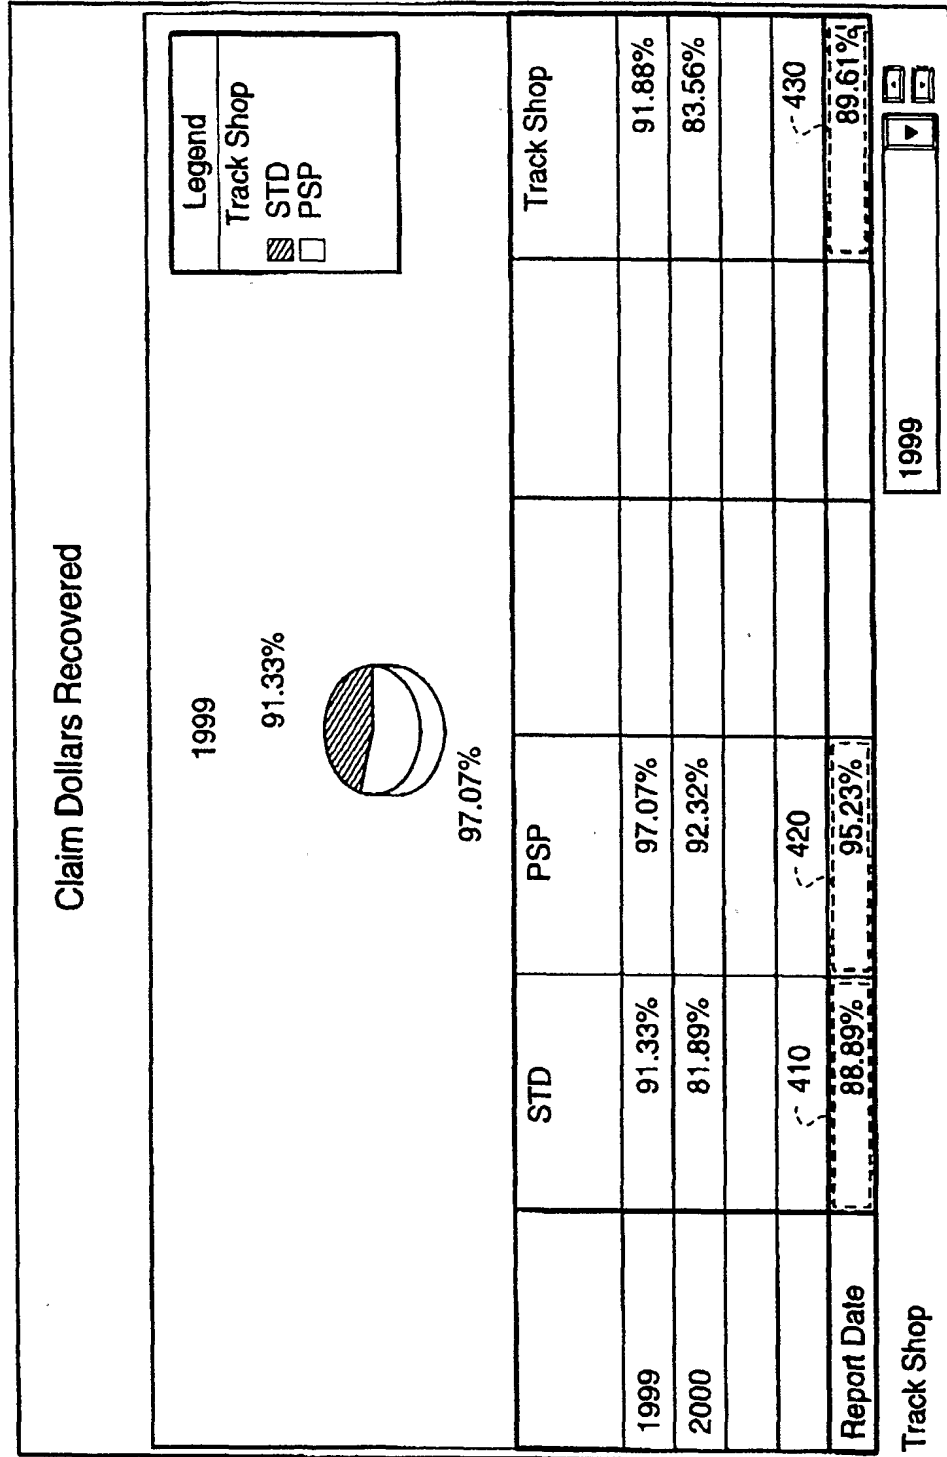 Claim Dollars Recovered
1999
91.33%
97.07%
Legend
Track Shop
STD
PSP
STD PSP Track Shop
1999 91.33% 97.07% 91.88%
2000 81.89% 92.32% 83.56%
410 420 430
Report Date 88.89% 95.23% 89.61%
Track Shop 1999